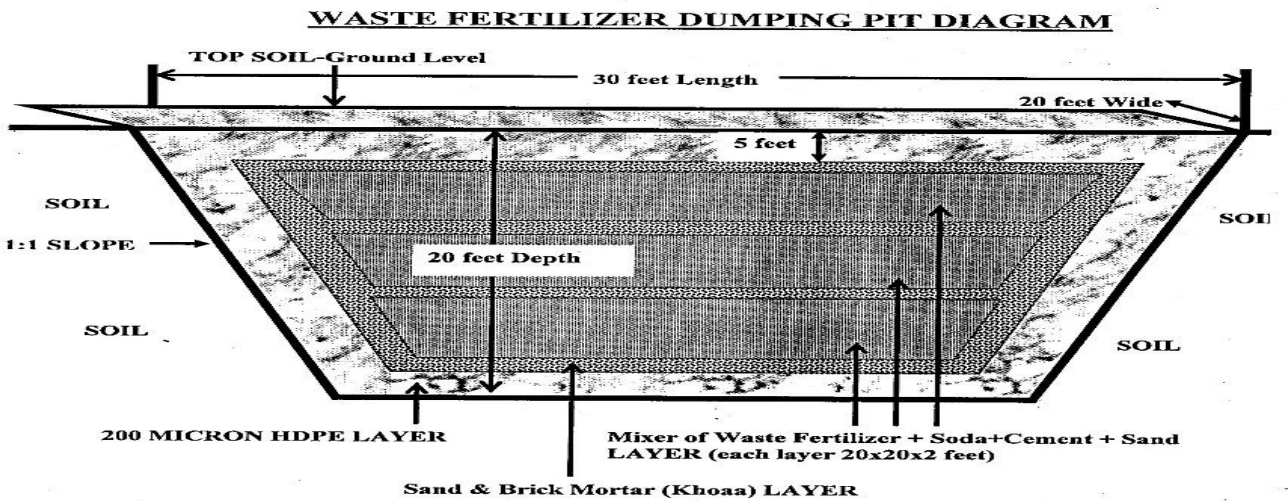 WASTE FERTILIZER DUMPING PIT DIAGRAM
TOP SOIL-Ground Level
30 feet Length
20 feet Wide
5 feet
SOIL
SOIL
1:1 SLOPE
20 feet Depth
SOIL
SOIL
200 MICRON HDPE LAYER
Mixer of Waste Fertilizer + Soda+Cement + Sand
LAYER (each layer 20x20x2 feet)
Sand & Brick Mortar (Khoaa) LAYER